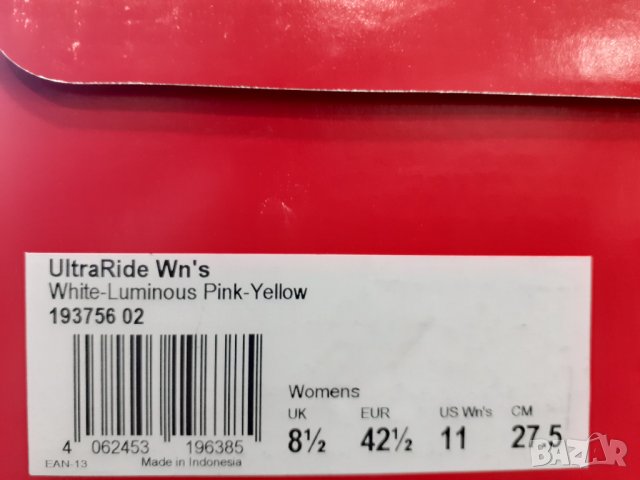 UltraRide Wn's
White-Luminous Pink-Yellow
193756 02
Womens
UK EUR US Wn's CM
8½ 42½ 11 27.5
4 062453 196385
EAN-13 Made in Indonesia
BAZAR